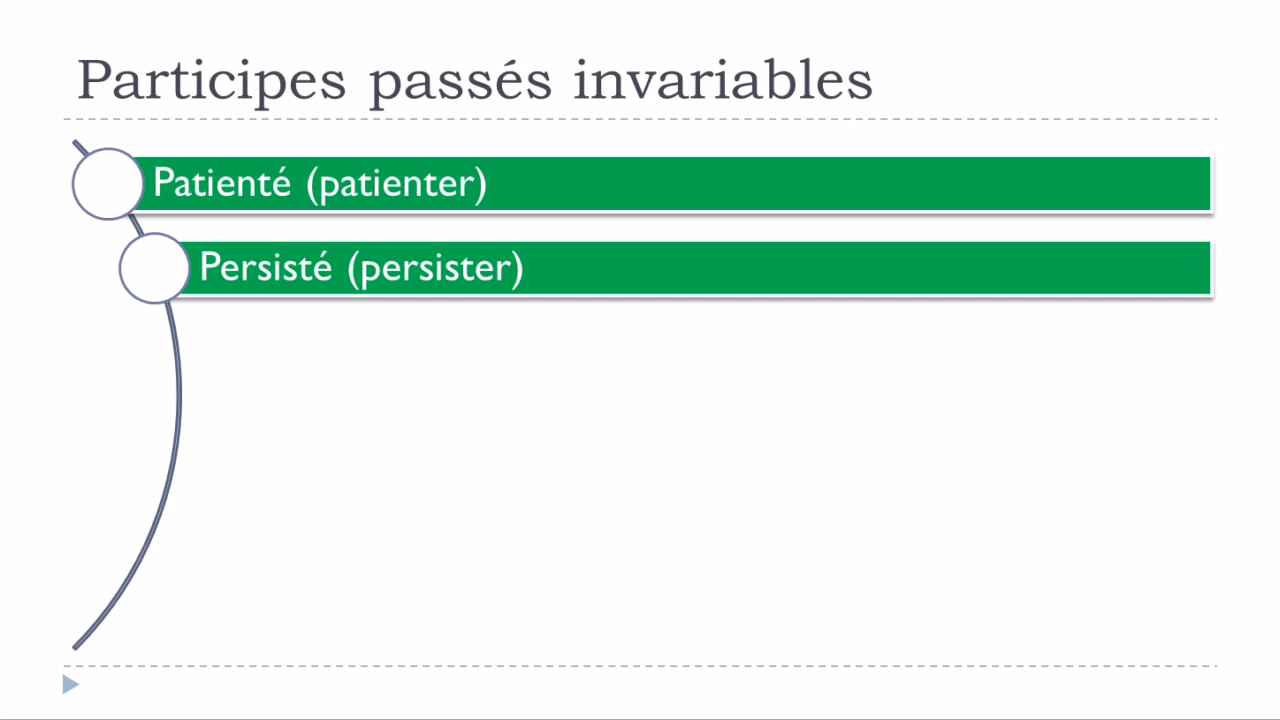 Participes passés invariables
Patienté (patienter)
Persisté (persister)